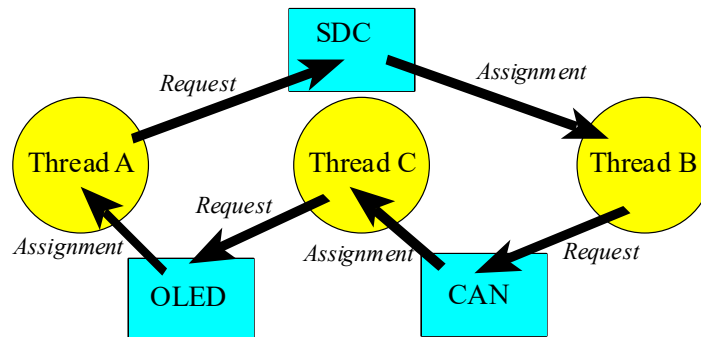 SDC
Request
Assignment
Thread A
Thread C
Thread B
Request
Assignment
Assignment
Request
OLED
CAN